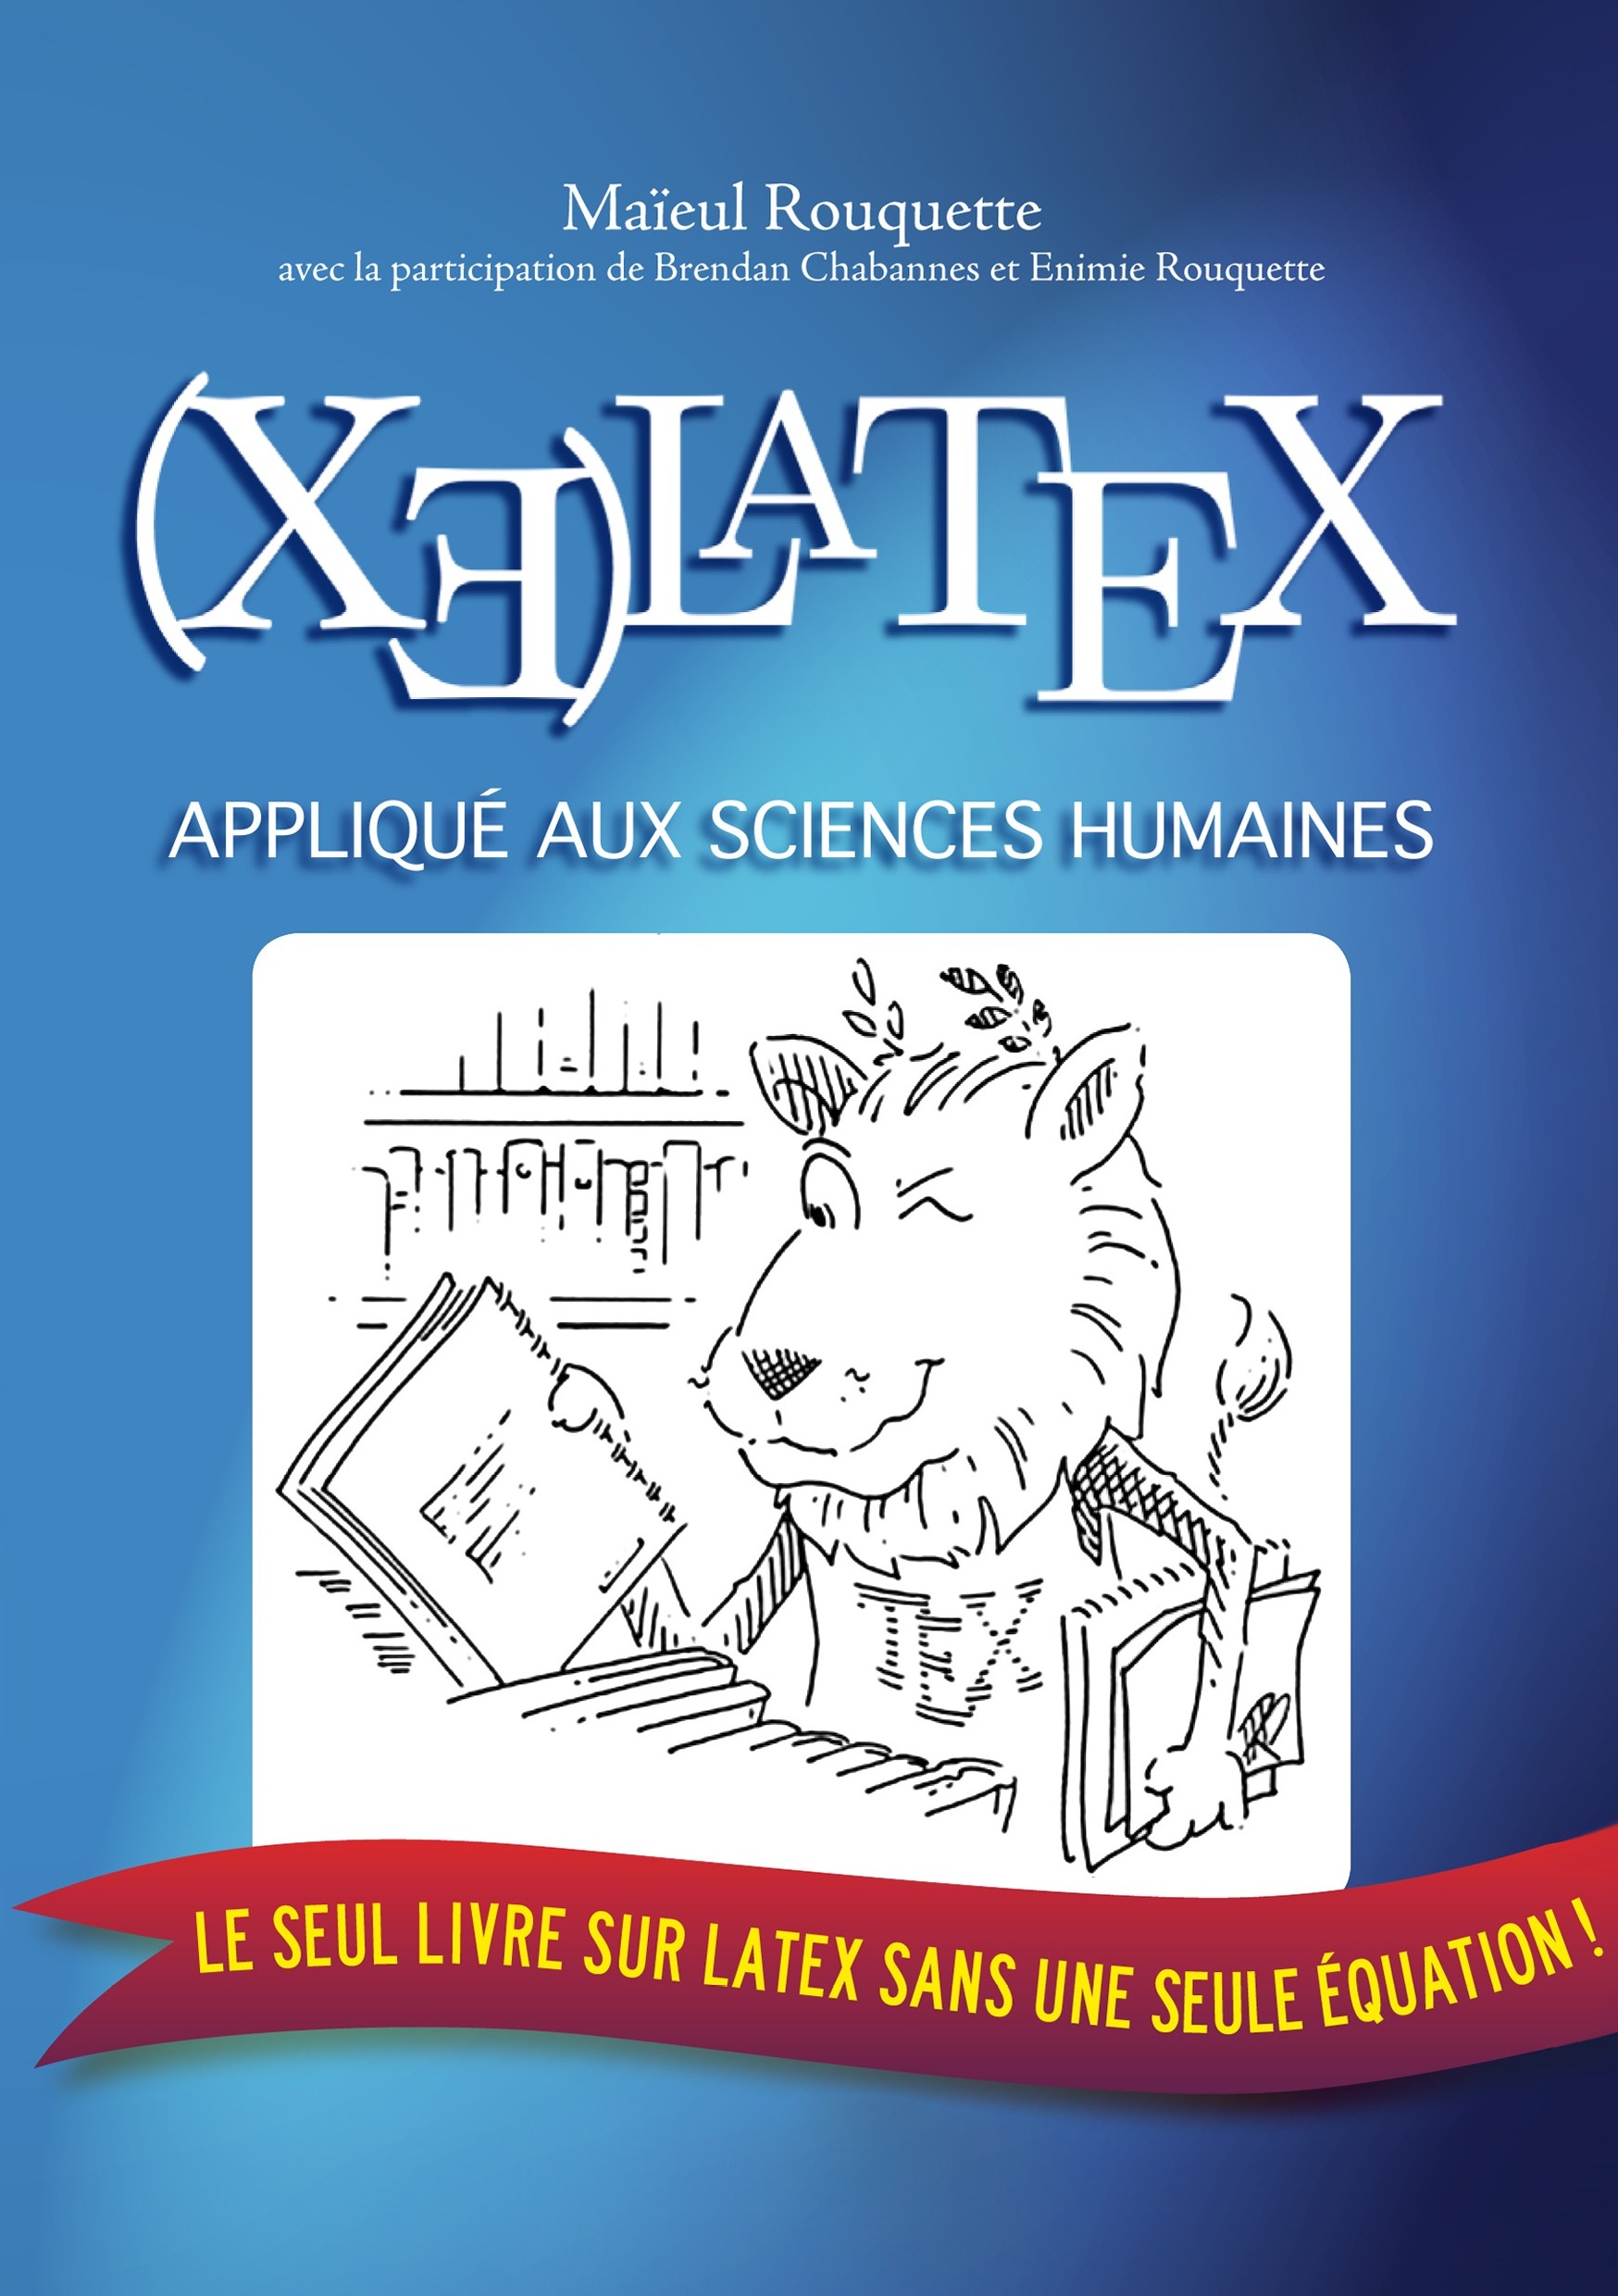 Maïeul Rouquette
avec la participation de Brendan Chabannes et Enimie Rouquette
(XƎ)LATEX
APPLIQUÉ AUX SCIENCES HUMAINES
TEX
LE SEUL LIVRE SUR LATEX SANS UNE SEULE ÉQUATION !